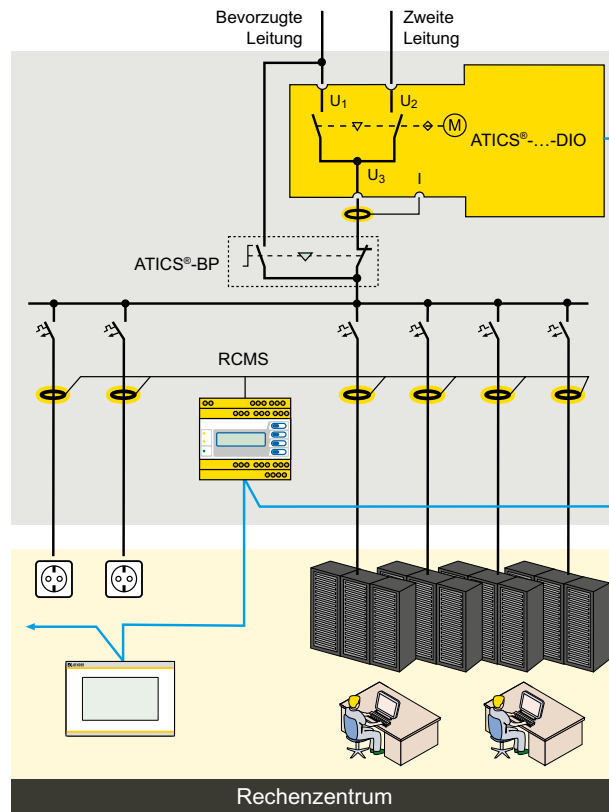 Bevorzugte
Leitung
Zweite
Leitung
U1
U2
M
ATICS®-...-DIO
U3
I
ATICS®-BP
RCMS
Rechenzentrum